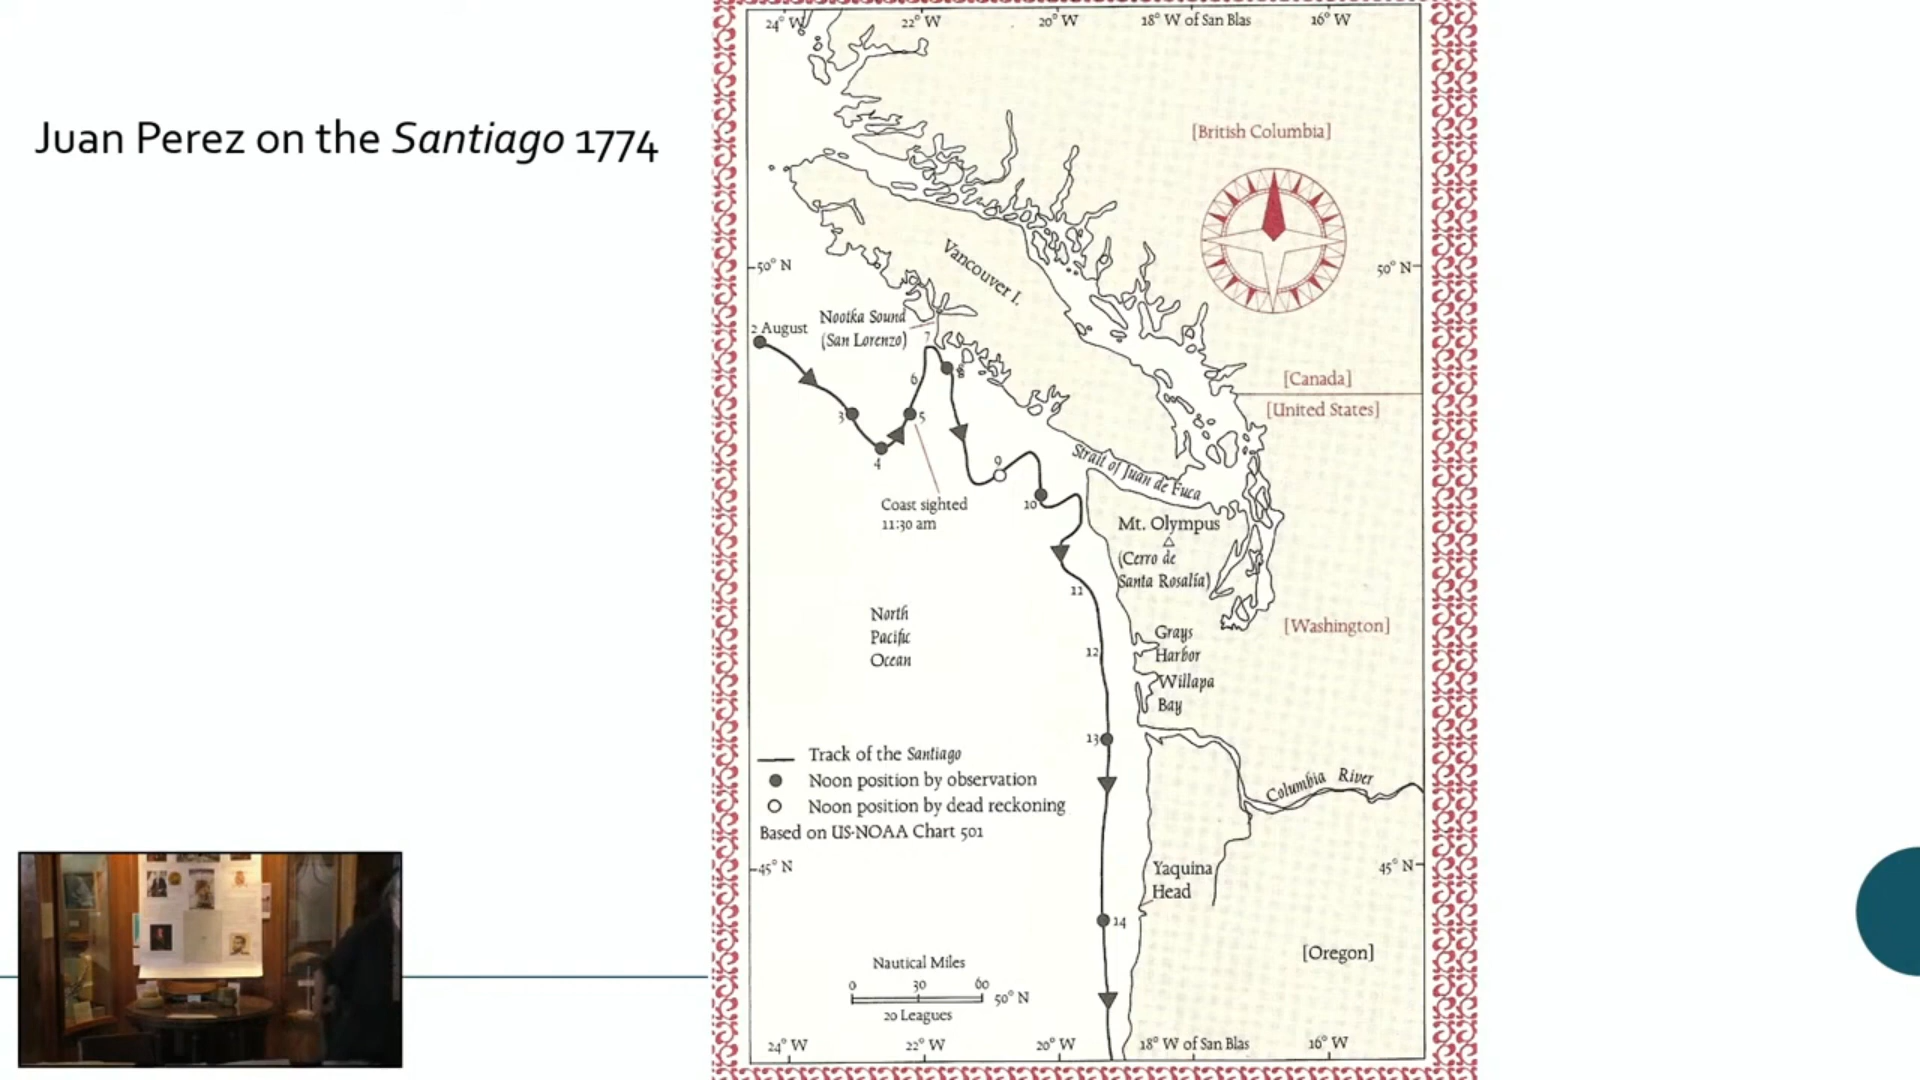 Juan Perez on the Santiago 1774
24° W
22° W
20° W
18° W of San Blas
16° W
[British Columbia]
50° N
50° N
Vancouver I.
2 August
Nootka Sound
(San Lorenzo)
7
8
6
3
5
4
[Canada]
[United States]
9
10
Strait of Juan de Fuca
Coast sighted
11:30 am
Mt. Olympus
(Cerro de
Santa Rosalía)
11
North
Pacific
Ocean
[Washington]
12
Grays
Harbor
Willapa
Bay
13
Track of the Santiago
Noon position by observation
Noon position by dead reckoning
Based on US-NOAA Chart 501
Columbia River
45° N
45° N
Yaquina
Head
14
[Oregon]
Nautical Miles
0 30 60
50° N
20 Leagues
24° W
22° W
20° W
18° W of San Blas
16° W